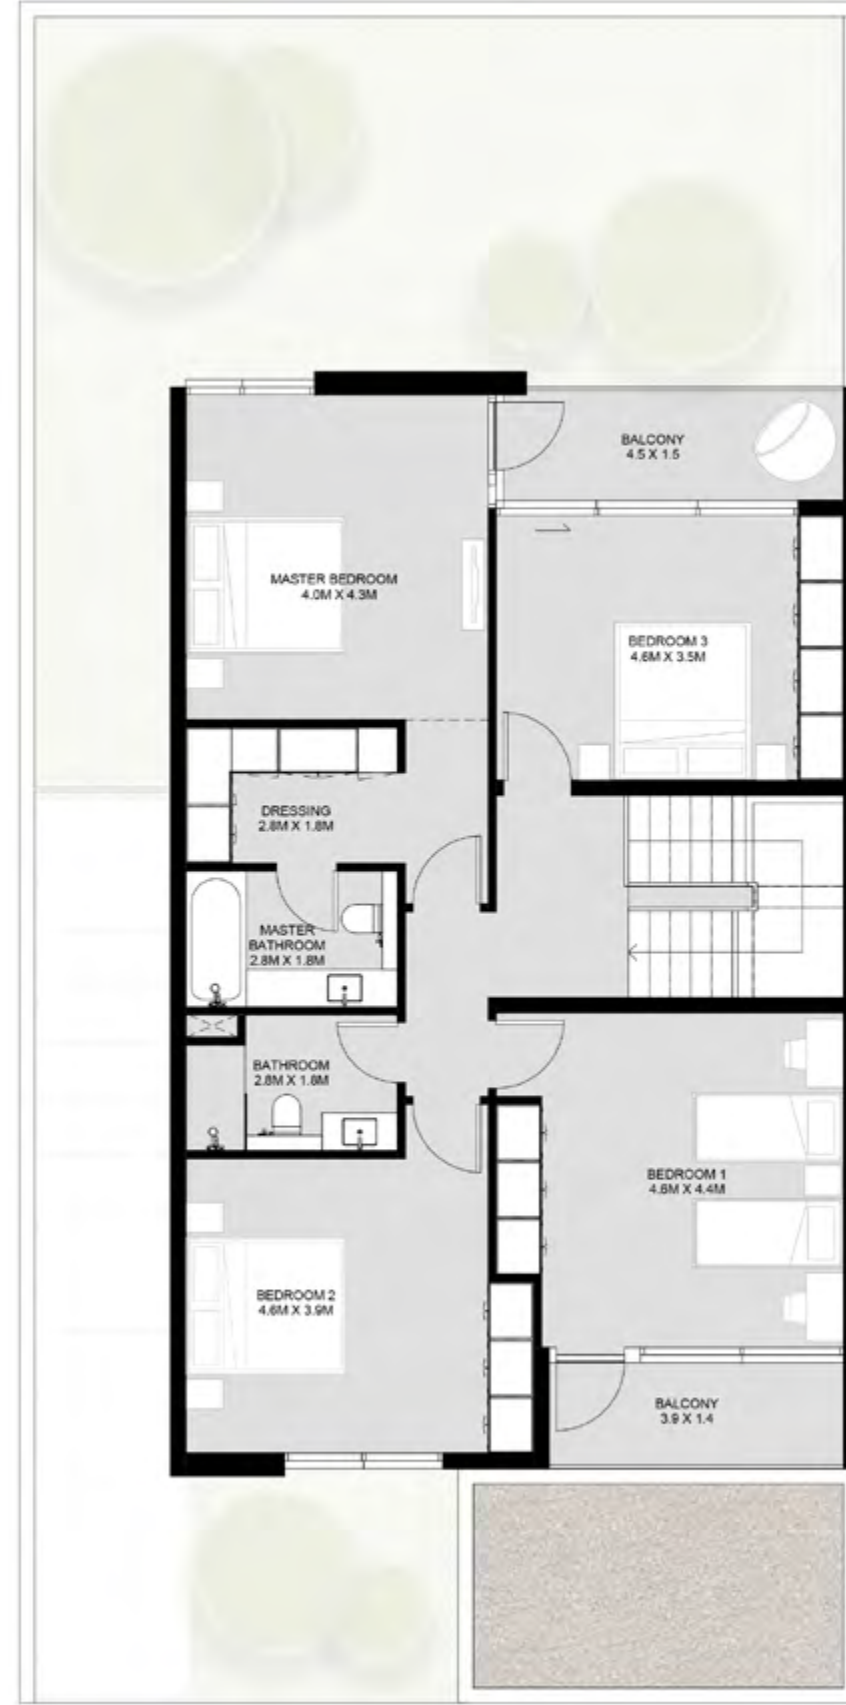 BALCONY
4.5 X 1.5
MASTER BEDROOM
4.0M X 4.3M
BEDROOM 3
4.6M X 3.5M
DRESSING
2.8M X 1.8M
MASTER
BATHROOM
2.8M X 1.8M
BATHROOM
2.8M X 1.8M
BEDROOM 1
4.6M X 4.4M
BEDROOM 2
4.6M X 3.9M
BALCONY
3.9 X 1.4